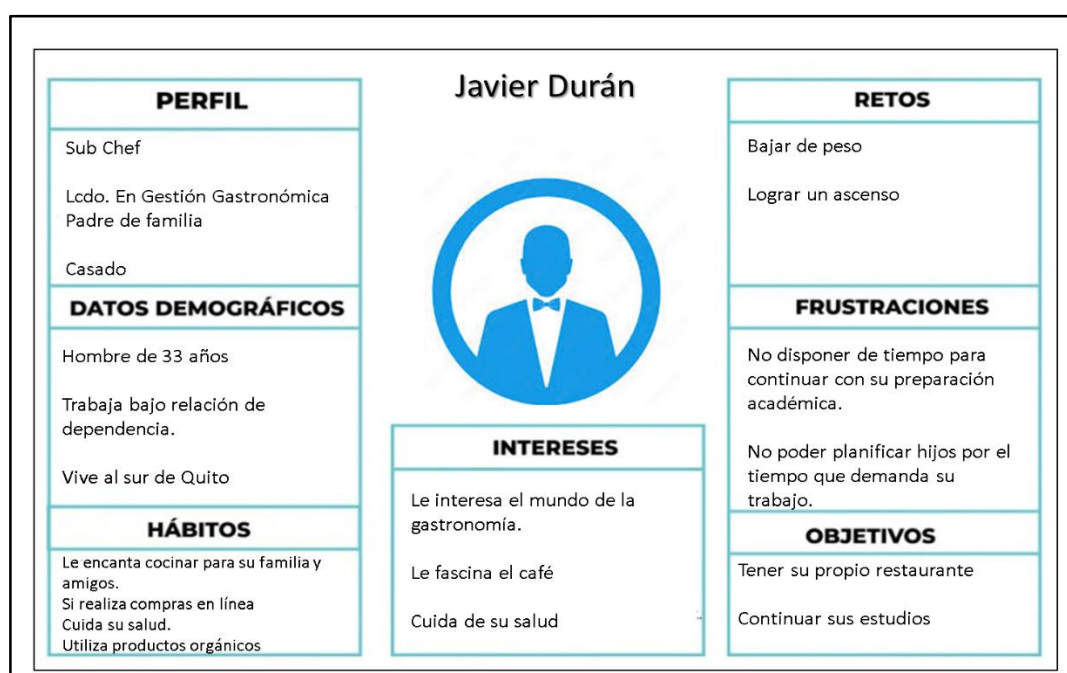 Javier Durán
PERFIL
Sub Chef
Lcdo. En Gestión Gastronómica
Padre de familia
Casado
DATOS DEMOGRÁFICOS
Hombre de 33 años
Trabaja bajo relación de
dependencia.
Vive al sur de Quito
HÁBITOS
Le encanta cocinar para su familia y
amigos.
Si realiza compras en línea
Cuida su salud.
Utiliza productos orgánicos
INTERESES
Le interesa el mundo de la
gastronomía.
Le fascina el café
Cuida de su salud
RETOS
Bajar de peso
Lograr un ascenso
FRUSTRACIONES
No disponer de tiempo para
continuar con su preparación
académica.
No poder planificar hijos por el
tiempo que demanda su
trabajo.
OBJETIVOS
Tener su propio restaurante
Continuar sus estudios